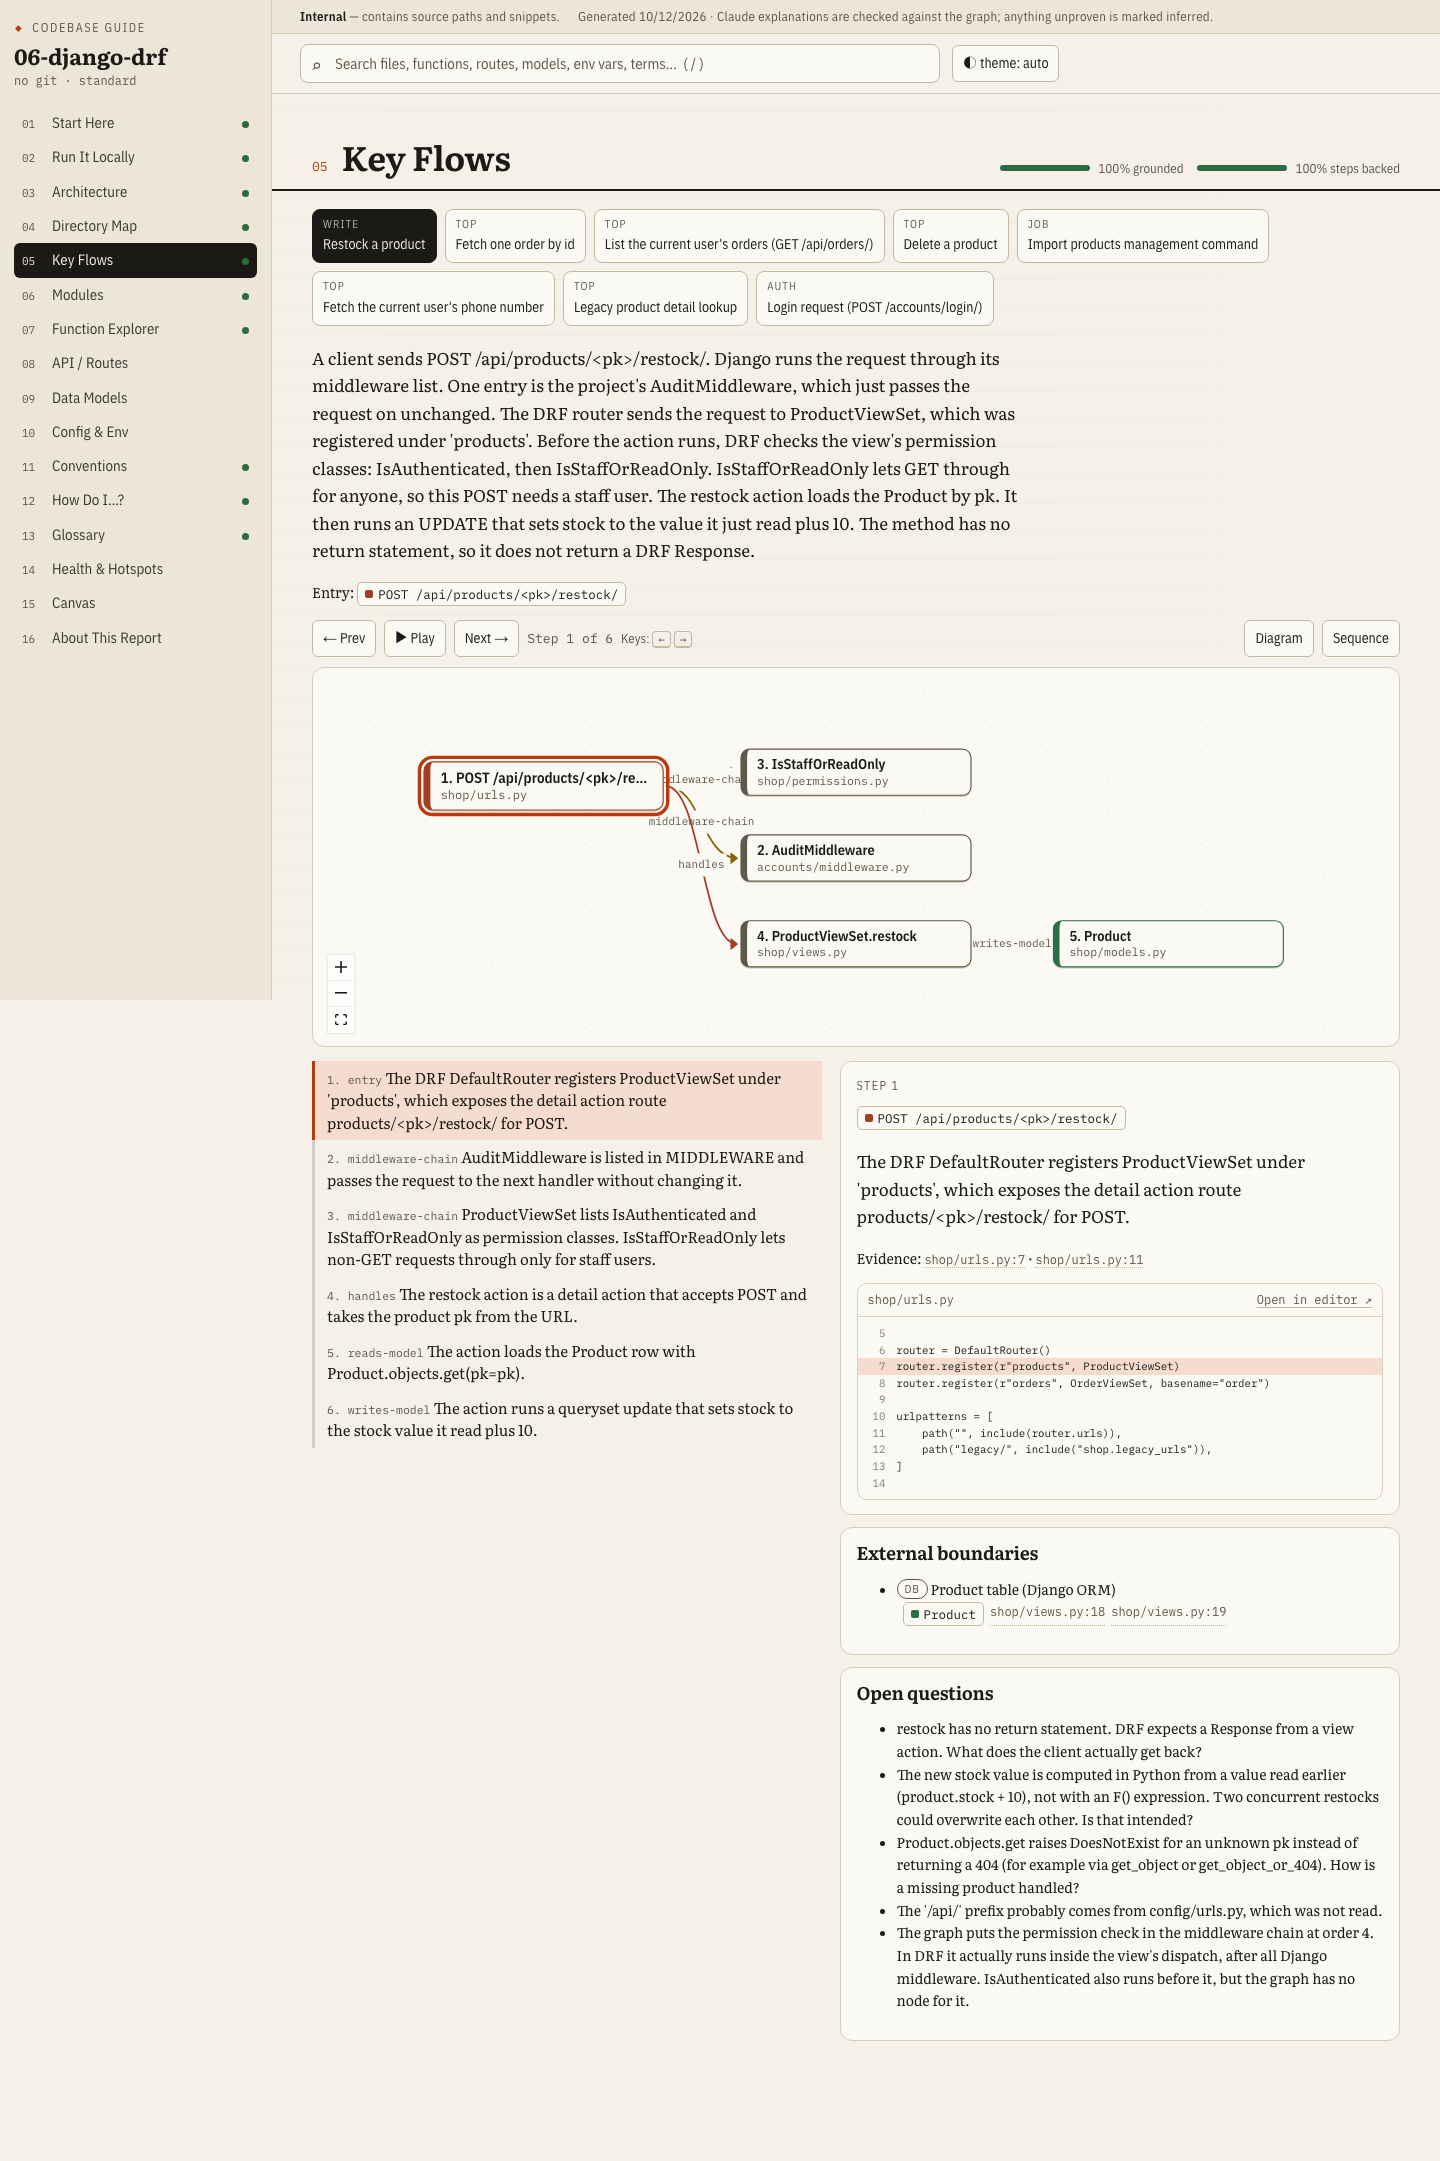 ◆ CODEBASE GUIDE
06-django-drf
no git · standard
01 Start Here
02 Run It Locally
03 Architecture
04 Directory Map
05 Key Flows
06 Modules
07 Function Explorer
08 API / Routes
09 Data Models
10 Config & Env
11 Conventions
12 How Do I…?
13 Glossary
14 Health & Hotspots
15 Canvas
16 About This Report
Internal — contains source paths and snippets. Generated 10/12/2026 · Claude explanations are checked against the graph; anything unproven is marked inferred.
Search files, functions, routes, models, env vars, terms… (/)
theme: auto
05 Key Flows
100% grounded 100% steps backed
WRITE
Restock a product
TOP
Fetch one order by id
TOP
List the current user's orders (GET /api/orders/)
TOP
Delete a product
JOB
Import products management command
TOP
Fetch the current user's phone number
TOP
Legacy product detail lookup
AUTH
Login request (POST /accounts/login/)
A client sends POST /api/products/<pk>/restock/. Django runs the request through its
middleware list. One entry is the project's AuditMiddleware, which just passes the
request on unchanged. The DRF router sends the request to ProductViewSet, which was
registered under 'products'. Before the action runs, DRF checks the view's permission
classes: IsAuthenticated, then IsStaffOrReadOnly. IsStaffOrReadOnly lets GET through
for anyone, so this POST needs a staff user. The restock action loads the Product by pk. It
then runs an UPDATE that sets stock to the value it just read plus 10. The method has no
return statement, so it does not return a DRF Response.
Entry: POST /api/products/<pk>/restock/
← Prev
▶ Play
Next →
Step 1 of 6 Keys: ← →
Diagram
Sequence
1. POST /api/products/<pk>/re…
shop/urls.py
3. IsStaffOrReadOnly
shop/permissions.py
ddleware-cha
middleware-chain
handles
2. AuditMiddleware
accounts/middleware.py
4. ProductViewSet.restock
shop/views.py
writes-model
5. Product
shop/models.py
1. entry The DRF DefaultRouter registers ProductViewSet under
'products', which exposes the detail action route
products/<pk>/restock/ for POST.
2. middleware-chain AuditMiddleware is listed in MIDDLEWARE and
passes the request to the next handler without changing it.
3. middleware-chain ProductViewSet lists IsAuthenticated and
IsStaffOrReadOnly as permission classes. IsStaffOrReadOnly lets
non-GET requests through only for staff users.
4. handles The restock action is a detail action that accepts POST and
takes the product pk from the URL.
5. reads-model The action loads the Product row with
Product.objects.get(pk=pk).
6. writes-model The action runs a queryset update that sets stock to
the stock value it read plus 10.
STEP 1
POST /api/products/<pk>/restock/
The DRF DefaultRouter registers ProductViewSet under
'products', which exposes the detail action route
products/<pk>/restock/ for POST.
Evidence: shop/urls.py:7 · shop/urls.py:11
shop/urls.py Open in editor ↗
5
6 router = DefaultRouter()
7 router.register(r"products", ProductViewSet)
8 router.register(r"orders", OrderViewSet, basename="order")
9
10 urlpatterns = [
11 path("", include(router.urls)),
12 path("legacy/", include("shop.legacy_urls")),
13 ]
14
External boundaries
• DB Product table (Django ORM)
Product shop/views.py:18 shop/views.py:19
Open questions
• restock has no return statement. DRF expects a Response from a view
action. What does the client actually get back?
• The new stock value is computed in Python from a value read earlier
(product.stock + 10), not with an F() expression. Two concurrent restocks
could overwrite each other. Is that intended?
• Product.objects.get raises DoesNotExist for an unknown pk instead of
returning a 404 (for example via get_object or get_object_or_404). How is
a missing product handled?
• The '/api/' prefix probably comes from config/urls.py, which was not read.
• The graph puts the permission check in the middleware chain at order 4.
In DRF it actually runs inside the view's dispatch, after all Django
middleware. IsAuthenticated also runs before it, but the graph has no
node for it.